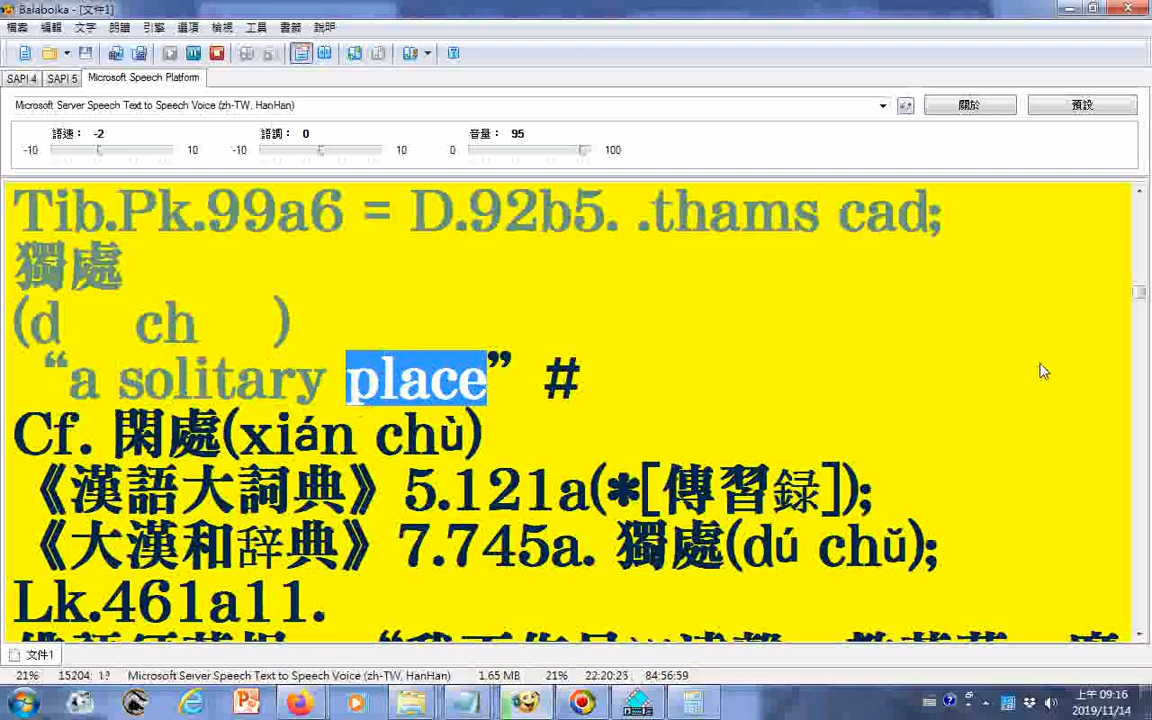 Balabolka - [文件1]
檔案 編輯 文字 朗讀 引擎 選項 檢視 工具 書籤 說明
SAPI 4 SAPI 5 Microsoft Speech Platform
Microsoft Server Speech Text to Speech Voice (zh-TW, HanHan) 關於 預設
語速： -2 語調： 0 音量： 95
-10 10 -10 10 0 100
Tib.Pk.99a6 = D.92b5. .thams cad;
獨處
(d ch )
“a solitary place” #
Cf. 閑處(xián chù)
《漢語大詞典》5.121a(*[傳習録]);
《大漢和辞典》7.745a. 獨處(dú chŭ);
Lk.461a11.
文件1
21% 15204 Microsoft Server Speech Text to Speech Voice (zh-TW, HanHan) 1.65 MB 21% 22:20:23 84:56:59
上午 09:16
2019/11/14